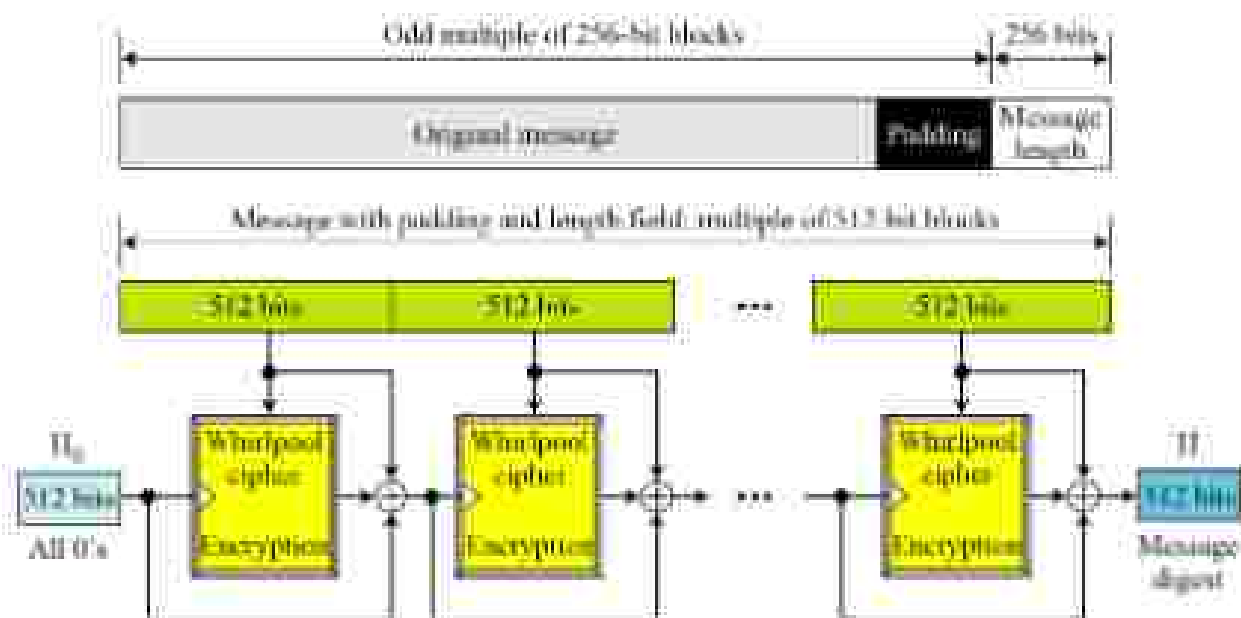 Odd multiple of 256-bit blocks
256 bits
Original message
Padding
Message
length
Message with padding and length field: multiple of 512-bit blocks
512 bits
512 bits
•••
512 bits
H₀
512 bits
All 0's
Whirlpool
cipher
Encryption
Whirlpool
cipher
Encryption
•••
Whirlpool
cipher
Encryption
H
512 bits
Message
digest